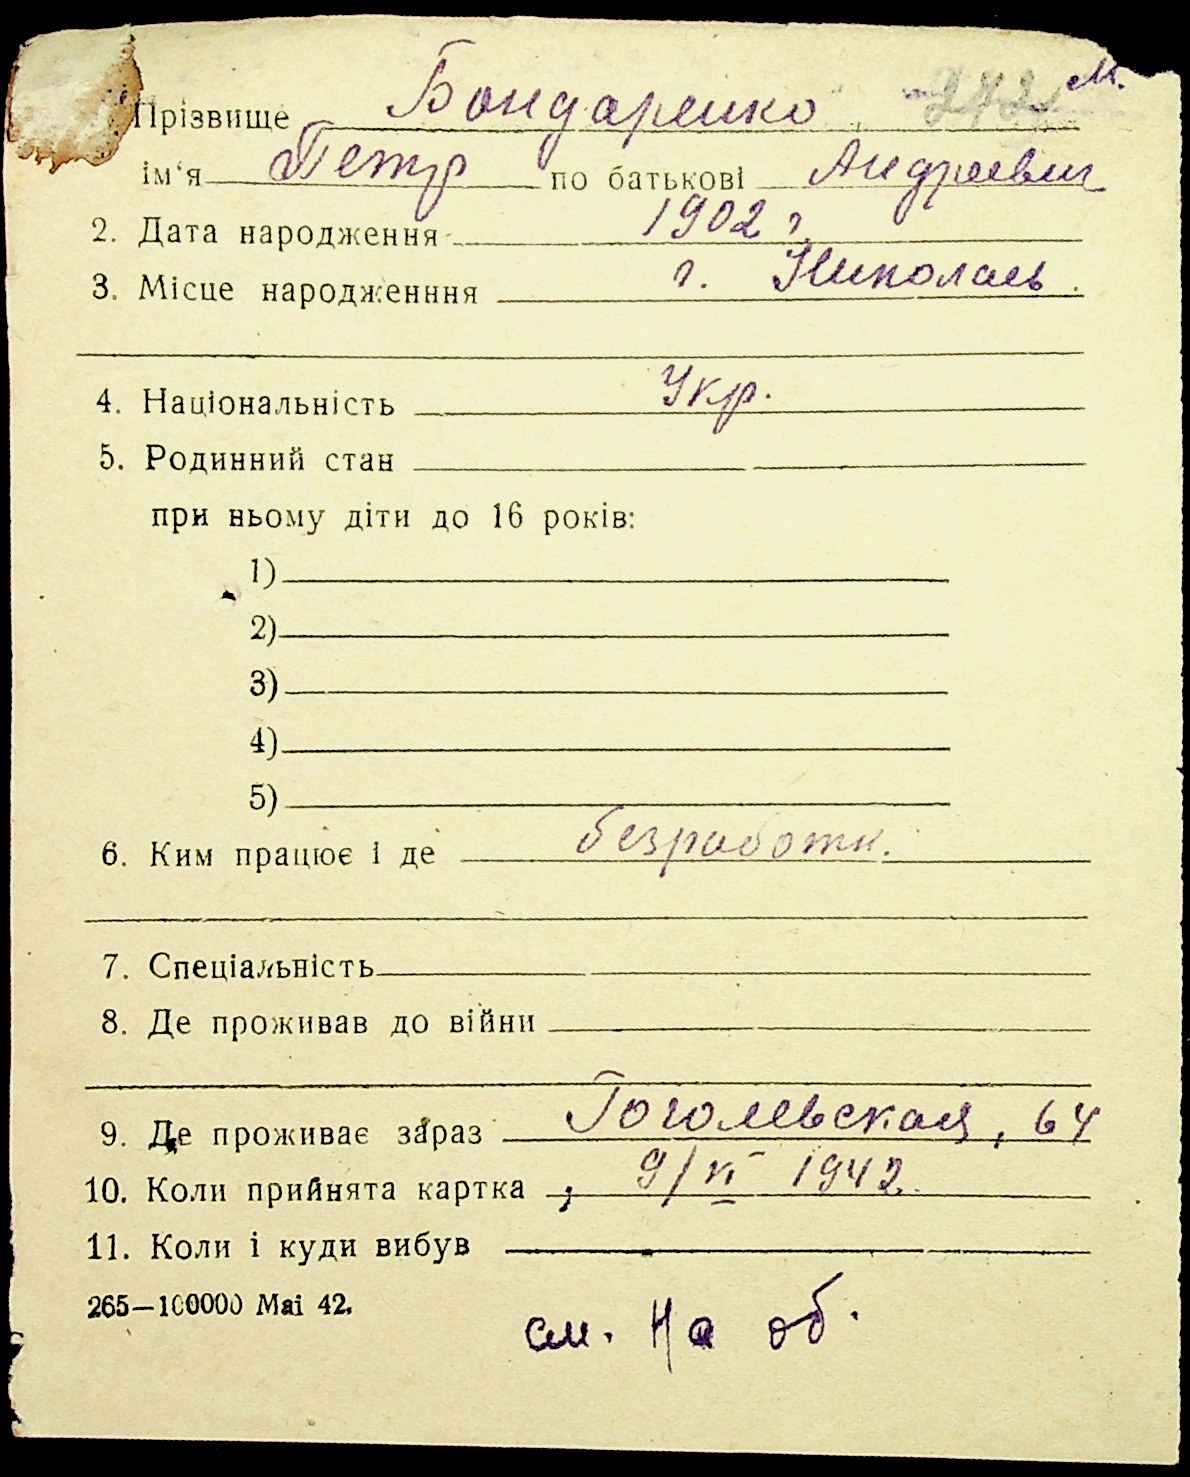 Прізвище Бондаренко 272 М.
ім'я Петр по батькові Андреевич
2. Дата народження 1902 г.
3. Місце народженння г. Николаев.
4. Національність Укр.
5. Родинний стан
при ньому діти до 16 років:
1)
2)
3)
4)
5)
6. Ким працює і де безработн.
7. Спеціальність
8. Де проживав до війни
9. Де проживає зараз Гоголевская, 64
10. Коли прийнята картка 9/VI 1942
11. Коли і куди вибув
265—100000 Маі 42.
см. На об.